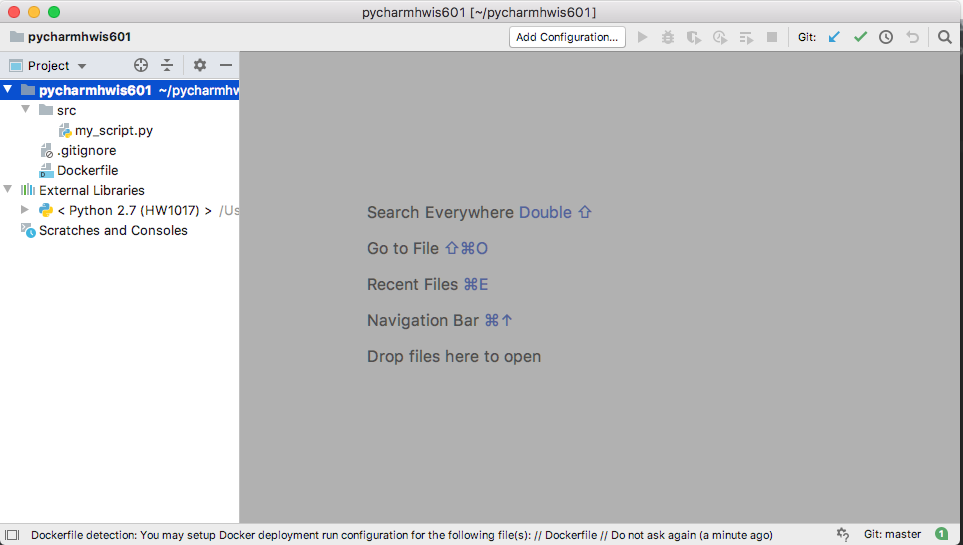 pycharmhwis601 [~/pycharmhwis601]
pycharmhwis601
Add Configuration...
Git:
Project
pycharmhwis601 ~/pycharmhw
src
my_script.py
.gitignore
Dockerfile
External Libraries
< Python 2.7 (HW1017) > /Us
Scratches and Consoles
Search Everywhere Double ⇧
Go to File ⇧⌘O
Recent Files ⌘E
Navigation Bar ⌘↑
Drop files here to open
Dockerfile detection: You may setup Docker deployment run configuration for the following file(s): // Dockerfile // Do not ask again (a minute ago)
Git: master
1